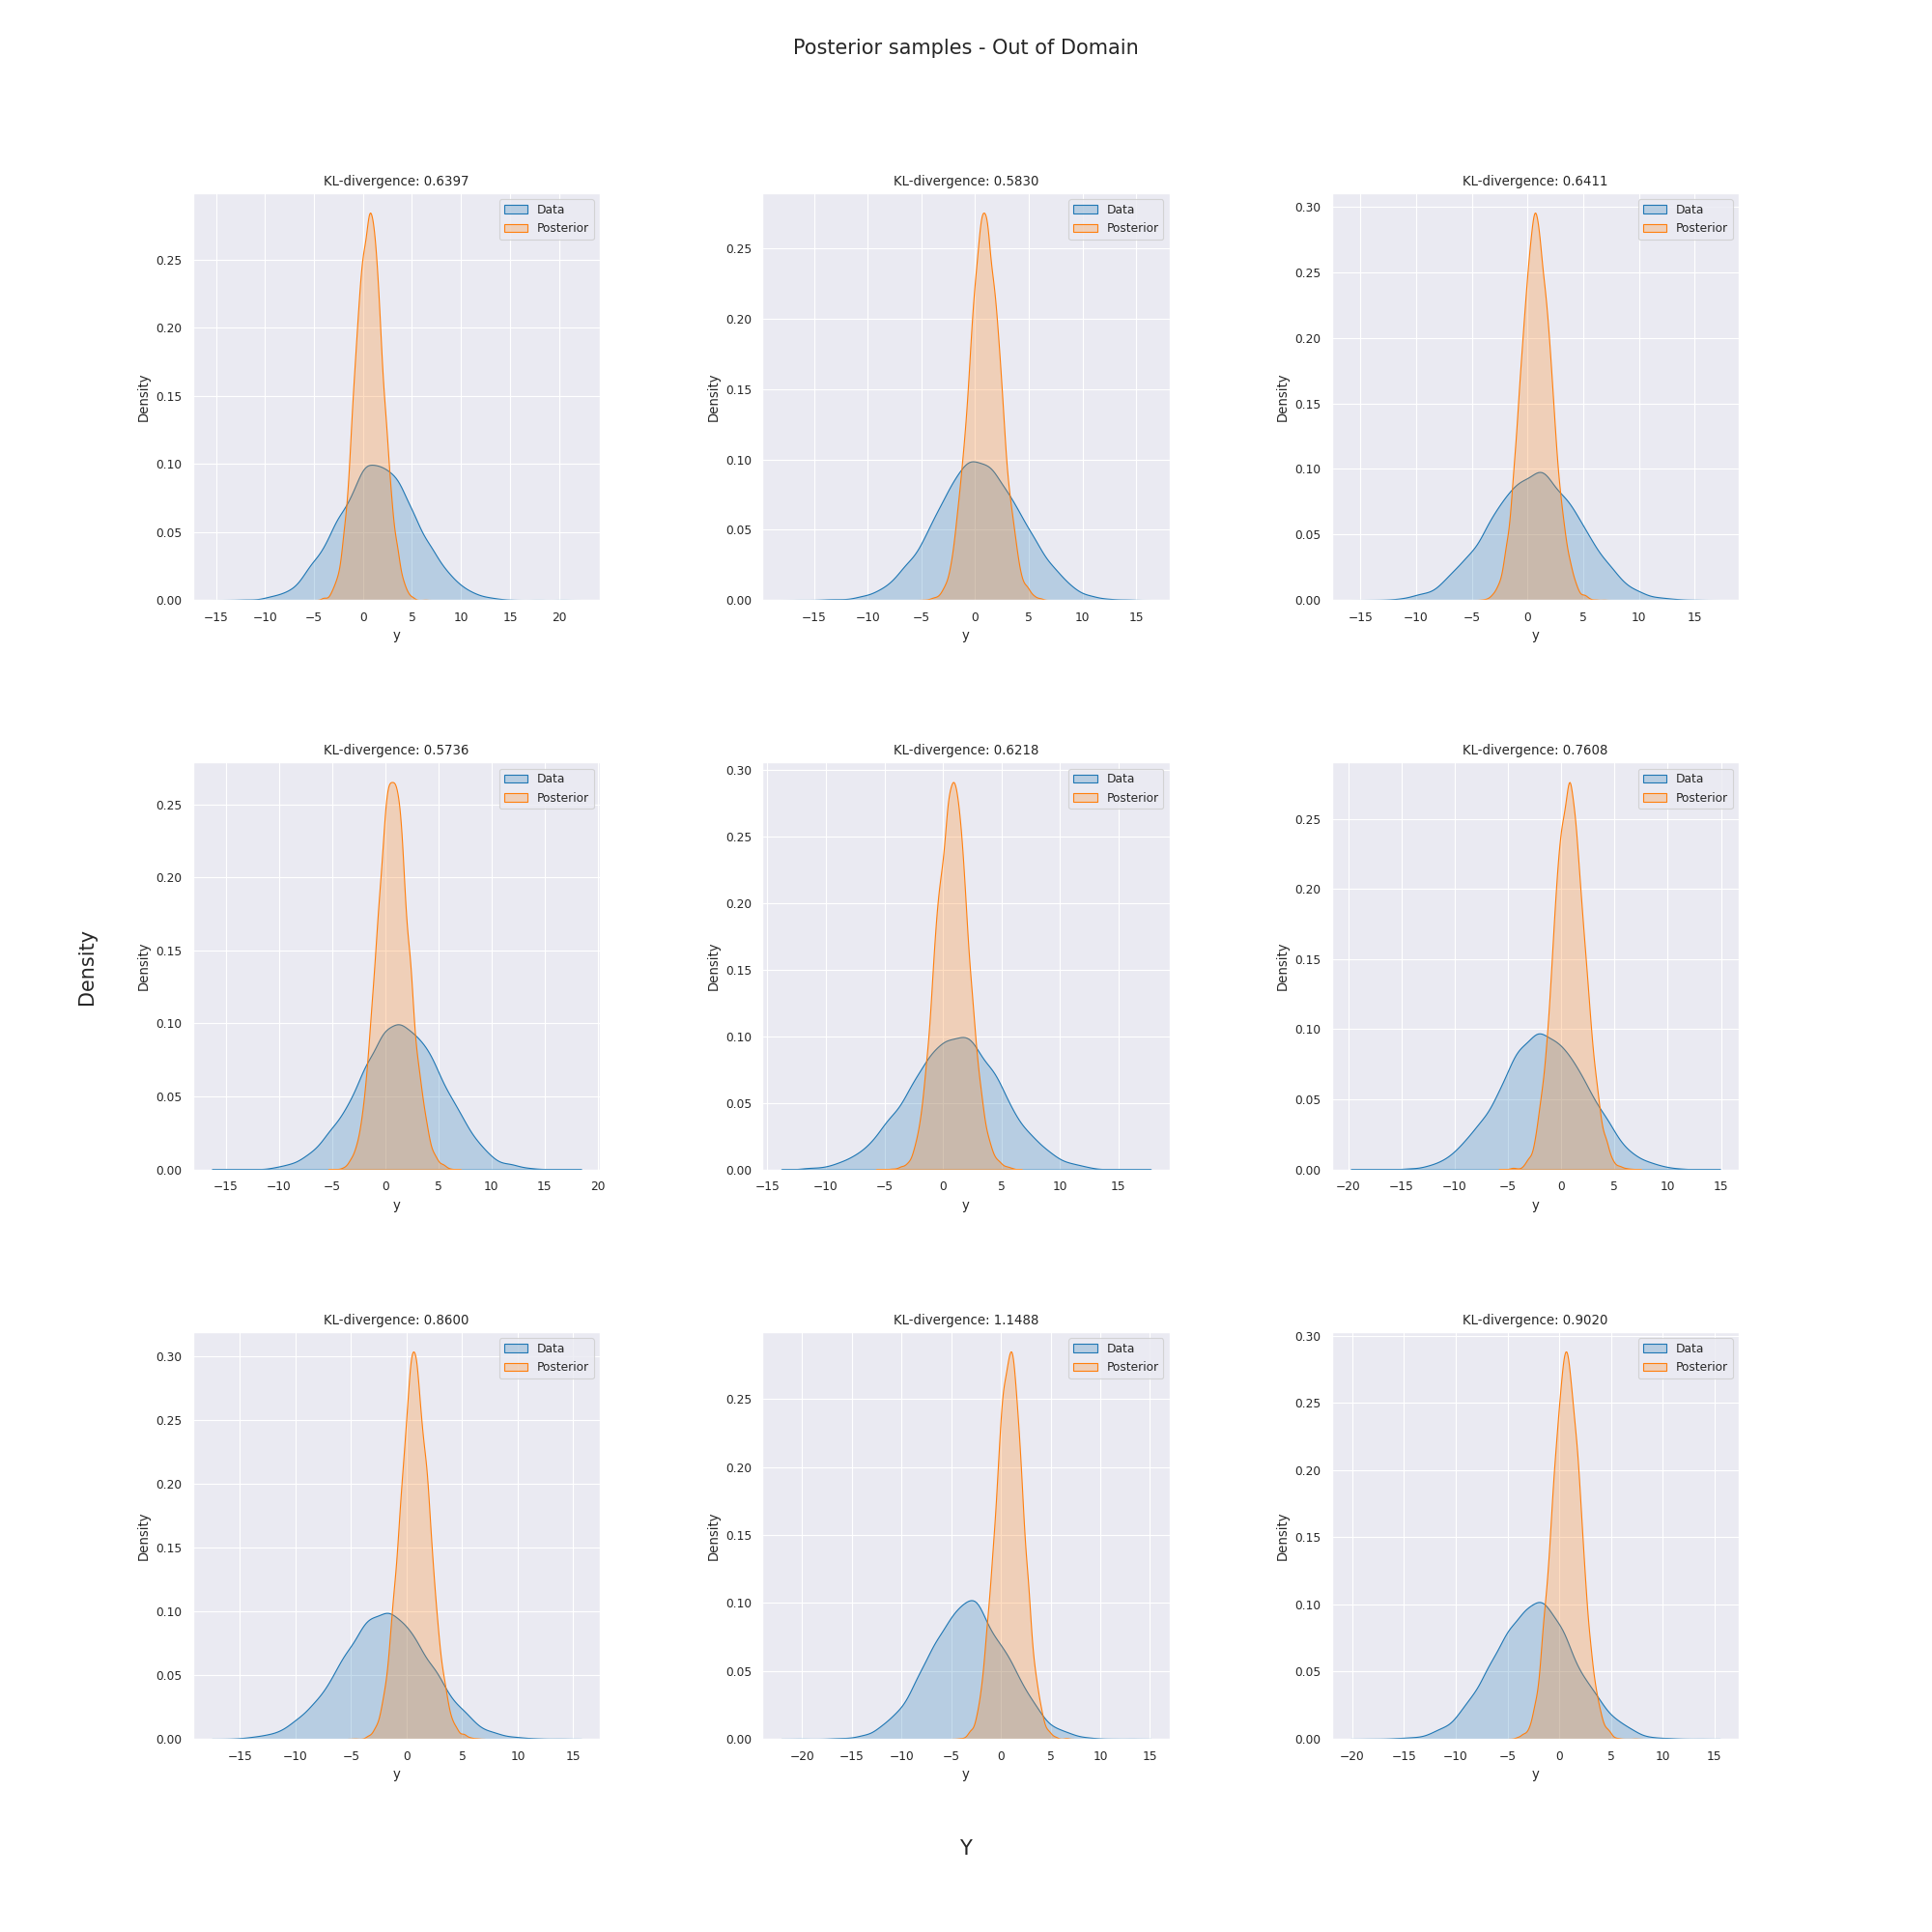 Posterior samples - Out of Domain
KL-divergence: 0.6397
Data
Posterior
0.25
0.20
0.15
0.10
0.05
0.00
Density
−15 −10 −5 0 5 10 15 20
y
KL-divergence: 0.5830
Data
Posterior
0.25
0.20
0.15
0.10
0.05
0.00
Density
−15 −10 −5 0 5 10 15
y
KL-divergence: 0.6411
Data
Posterior
0.30
0.25
0.20
0.15
0.10
0.05
0.00
Density
−15 −10 −5 0 5 10 15
y
Density
KL-divergence: 0.5736
Data
Posterior
0.25
0.20
0.15
0.10
0.05
0.00
Density
−15 −10 −5 0 5 10 15 20
y
KL-divergence: 0.6218
Data
Posterior
0.30
0.25
0.20
0.15
0.10
0.05
0.00
Density
−15 −10 −5 0 5 10 15
y
KL-divergence: 0.7608
Data
Posterior
0.25
0.20
0.15
0.10
0.05
0.00
Density
−20 −15 −10 −5 0 5 10 15
y
KL-divergence: 0.8600
Data
Posterior
0.30
0.25
0.20
0.15
0.10
0.05
0.00
Density
−15 −10 −5 0 5 10 15
y
KL-divergence: 1.1488
Data
Posterior
0.25
0.20
0.15
0.10
0.05
0.00
Density
−20 −15 −10 −5 0 5 10 15
y
KL-divergence: 0.9020
Data
Posterior
0.30
0.25
0.20
0.15
0.10
0.05
0.00
Density
−20 −15 −10 −5 0 5 10 15
y
Y